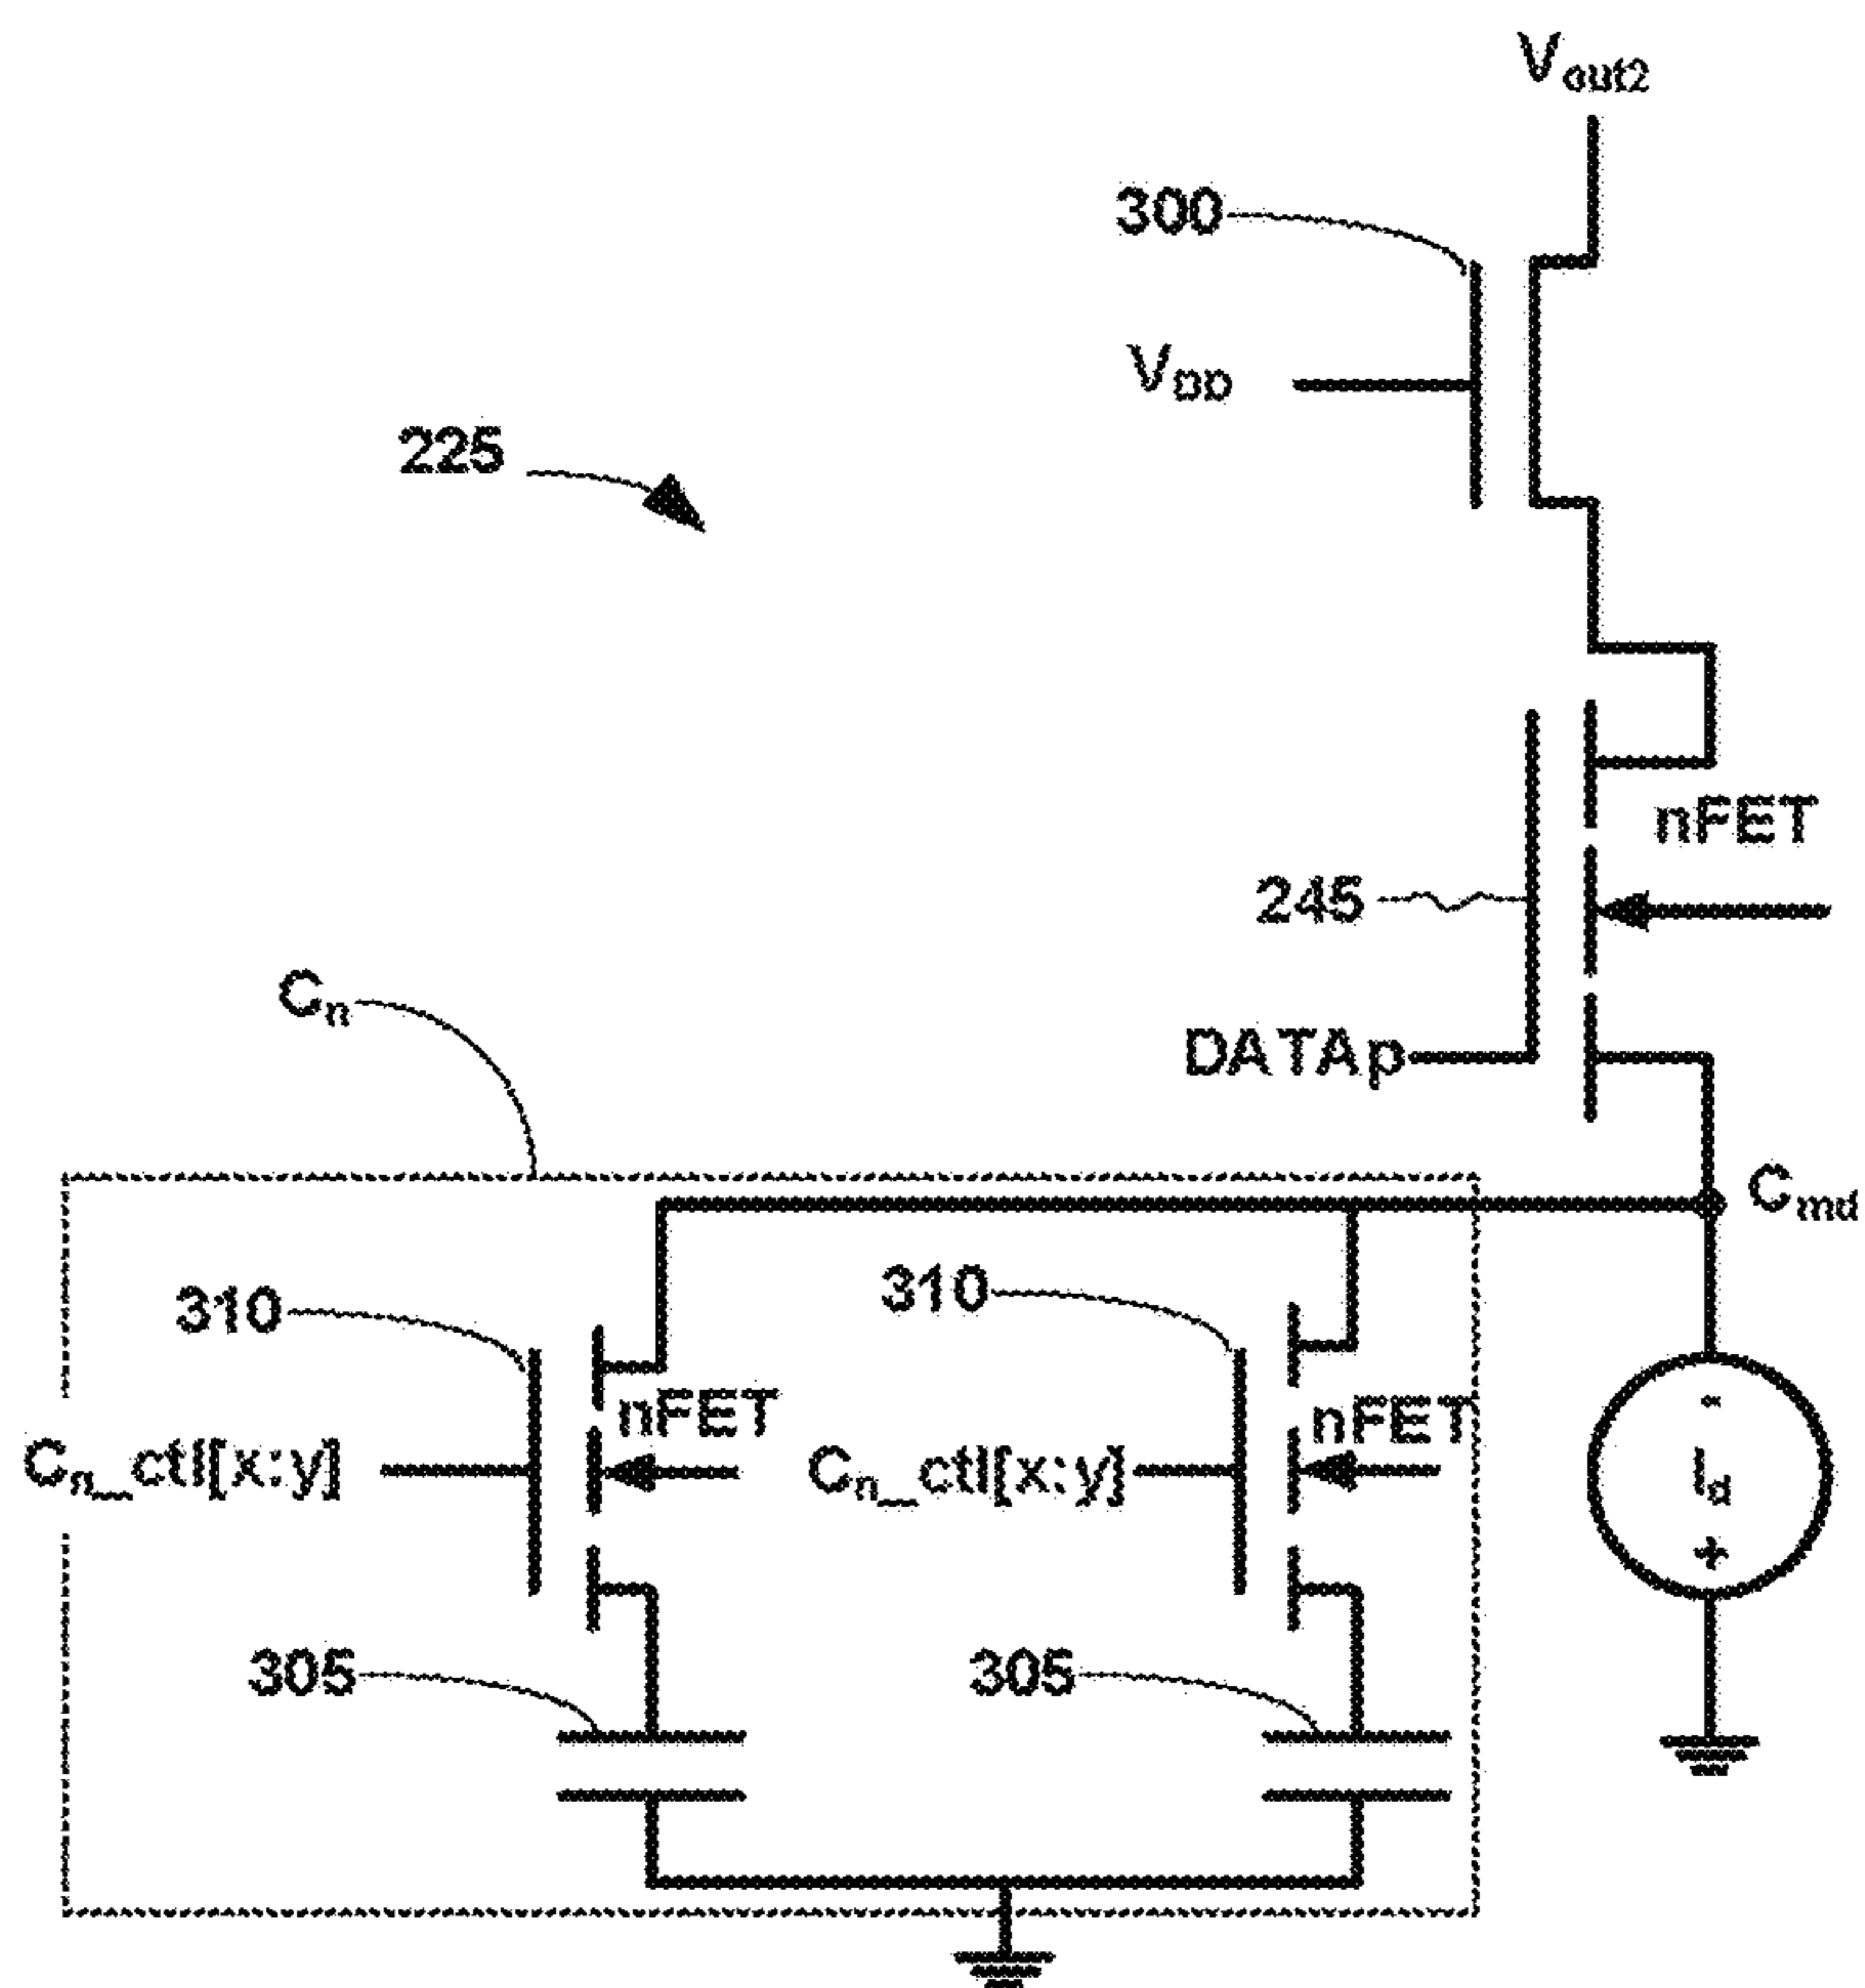 Vout2
300
VDD
225
nFET
245
Cn
DATAp
Cmd
310
310
nFET
nFET
Cn_ctl[x:y]
Cn_ctl[x:y]
-
Id
+
305
305